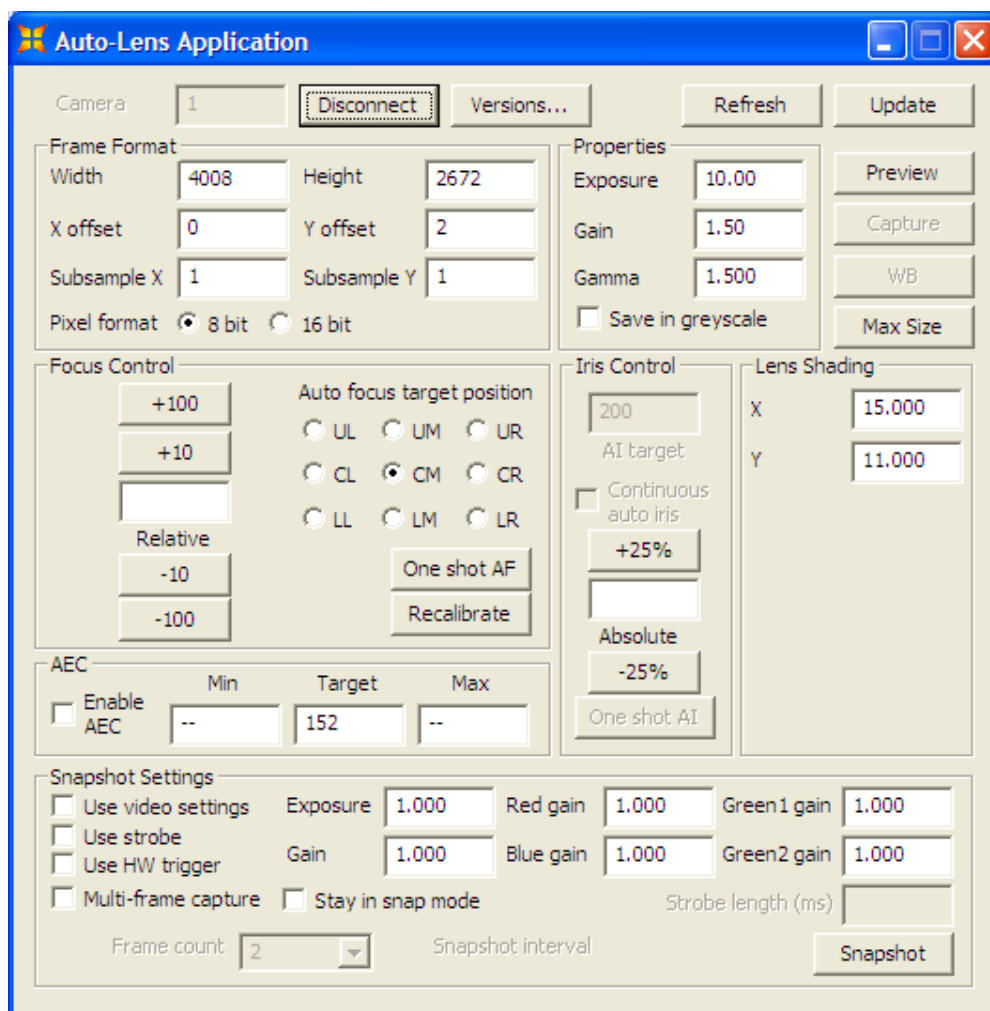 Auto-Lens Application
Camera 1 Disconnect Versions... Refresh Update
Frame Format
Width 4008 Height 2672
X offset 0 Y offset 2
Subsample X 1 Subsample Y 1
Pixel format 8 bit 16 bit
Properties
Exposure 10.00
Gain 1.50
Gamma 1.500
Save in greyscale
Preview
Capture
WB
Max Size
Focus Control
+100
+10
Relative
-10
-100
Auto focus target position
UL UM UR
CL CM CR
LL LM LR
One shot AF
Recalibrate
Iris Control
200
AI target
Continuous
auto iris
+25%
Absolute
-25%
One shot AI
Lens Shading
X 15.000
Y 11.000
AEC
Min Target Max
Enable
AEC
-- 152 --
Snapshot Settings
Use video settings Exposure 1.000 Red gain 1.000 Green1 gain 1.000
Use strobe
Use HW trigger Gain 1.000 Blue gain 1.000 Green2 gain 1.000
Multi-frame capture Stay in snap mode Strobe length (ms)
Frame count 2 Snapshot interval Snapshot